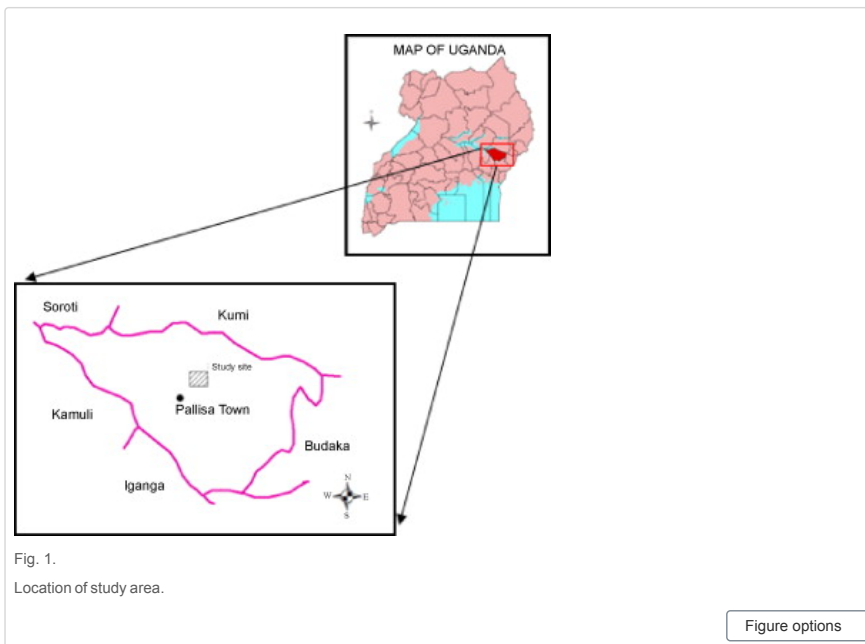 MAP OF UGANDA
Soroti
Kumi
Study site
Pallisa Town
Kamuli
Budaka
Iganga
N
W E
S
Fig. 1.
Location of study area.
Figure options